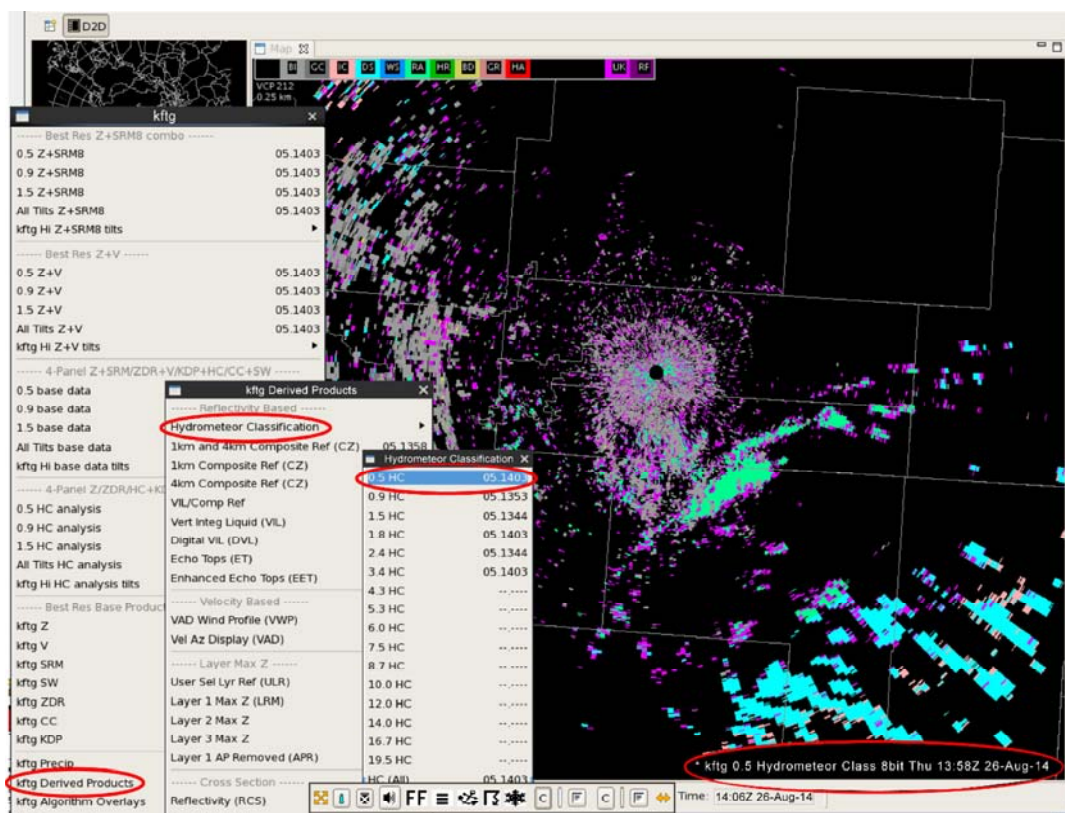 D2D
Map
BI GC IC DS WS RA HR BD GR HA UK RF
VCP 212
0.25 km
kftg
------ Best Res Z+SRM8 combo ------
0.5 Z+SRM8 05.1403
0.9 Z+SRM8 05.1403
1.5 Z+SRM8 05.1403
All Tilts Z+SRM8 05.1403
kftg Hi Z+SRM8 tilts
------ Best Res Z+V ------
0.5 Z+V 05.1403
0.9 Z+V 05.1403
1.5 Z+V 05.1403
All Tilts Z+V 05.1403
kftg Hi Z+V tilts
------ 4-Panel Z+SRM/ZDR+V/KDP+HC/CC+SW ------
0.5 base data
0.9 base data
1.5 base data
All Tilts base data
kftg Hi base data tilts
------ 4-Panel Z/ZDR/HC+KD
0.5 HC analysis
0.9 HC analysis
1.5 HC analysis
All Tilts HC analysis
kftg Hi HC analysis tilts
------ Best Res Base Product
kftg Z
kftg V
kftg SRM
kftg SW
kftg ZDR
kftg CC
kftg KDP
kftg Precip
kftg Derived Products
kftg Algorithm Overlays
kftg Derived Products
------ Reflectivity Based ------
Hydrometeor Classification
1km and 4km Composite Ref (CZ) 05.1358
1km Composite Ref (CZ)
4km Composite Ref (CZ)
VIL/Comp Ref
Vert Integ Liquid (VIL)
Digital VIL (DVL)
Echo Tops (ET)
Enhanced Echo Tops (EET)
------ Velocity Based ------
VAD Wind Profile (VWP)
Vel Az Display (VAD)
------ Layer Max Z ------
User Sel Lyr Ref (ULR)
Layer 1 Max Z (LRM)
Layer 2 Max Z
Layer 3 Max Z
Layer 1 AP Removed (APR)
------ Cross Section ------
Reflectivity (RCS)
Hydrometeor Classification
0.5 HC 05.1403
0.9 HC 05.1353
1.5 HC 05.1344
1.8 HC 05.1403
2.4 HC 05.1344
3.4 HC 05.1403
4.3 HC --.----
5.3 HC --.----
6.0 HC --.----
7.5 HC --.----
8.7 HC --.----
10.0 HC --.----
12.0 HC --.----
14.0 HC --.----
16.7 HC --.----
19.5 HC --.----
HC (All) 05.1403
* kftg 0.5 Hydrometeor Class 8bit Thu 13:58Z 26-Aug-14
FF C F C F
Time: 14:06Z 26-Aug-14